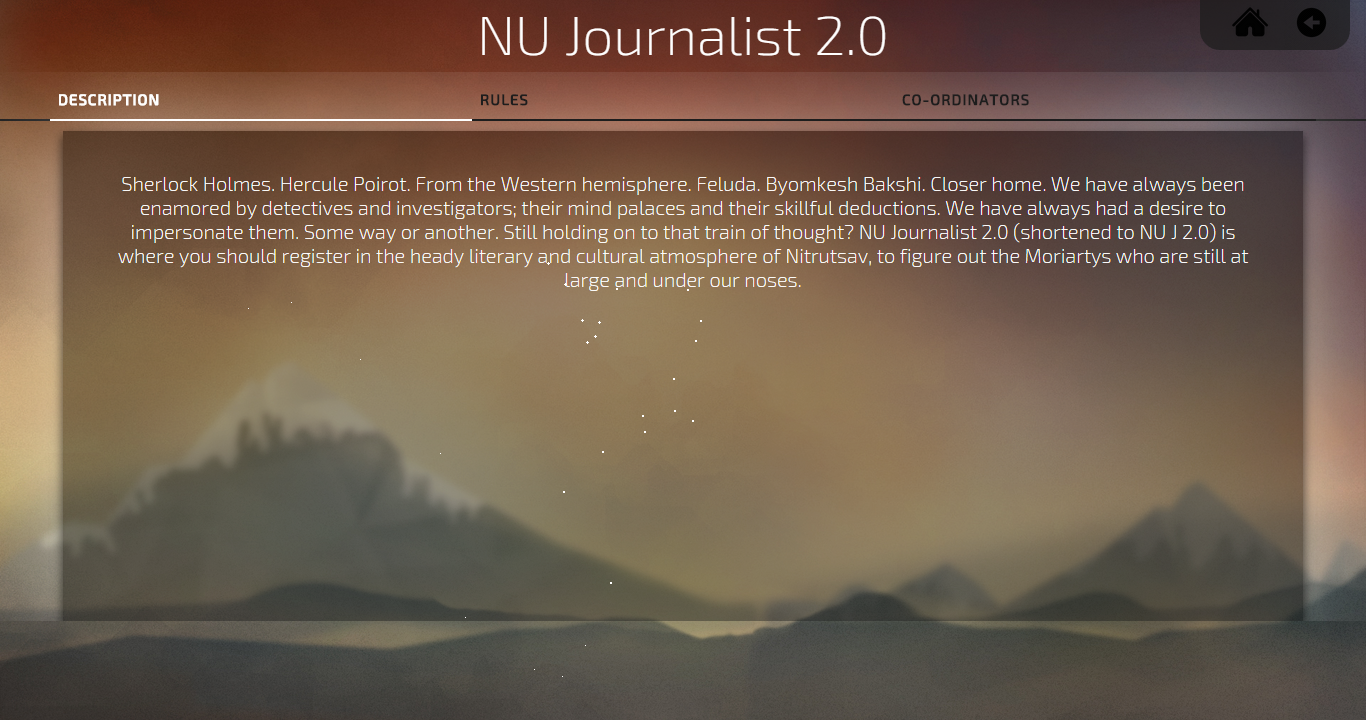 NU Journalist 2.0
DESCRIPTION
RULES
CO-ORDINATORS
Sherlock Holmes. Hercule Poirot. From the Western hemisphere. Feluda. Byomkesh Bakshi. Closer home. We have always been
enamored by detectives and investigators; their mind palaces and their skillful deductions. We have always had a desire to
impersonate them. Some way or another. Still holding on to that train of thought? NU Journalist 2.0 (shortened to NU J 2.0) is
where you should register in the heady literary and cultural atmosphere of Nitrutsav, to figure out the Moriartys who are still at
large and under our noses.